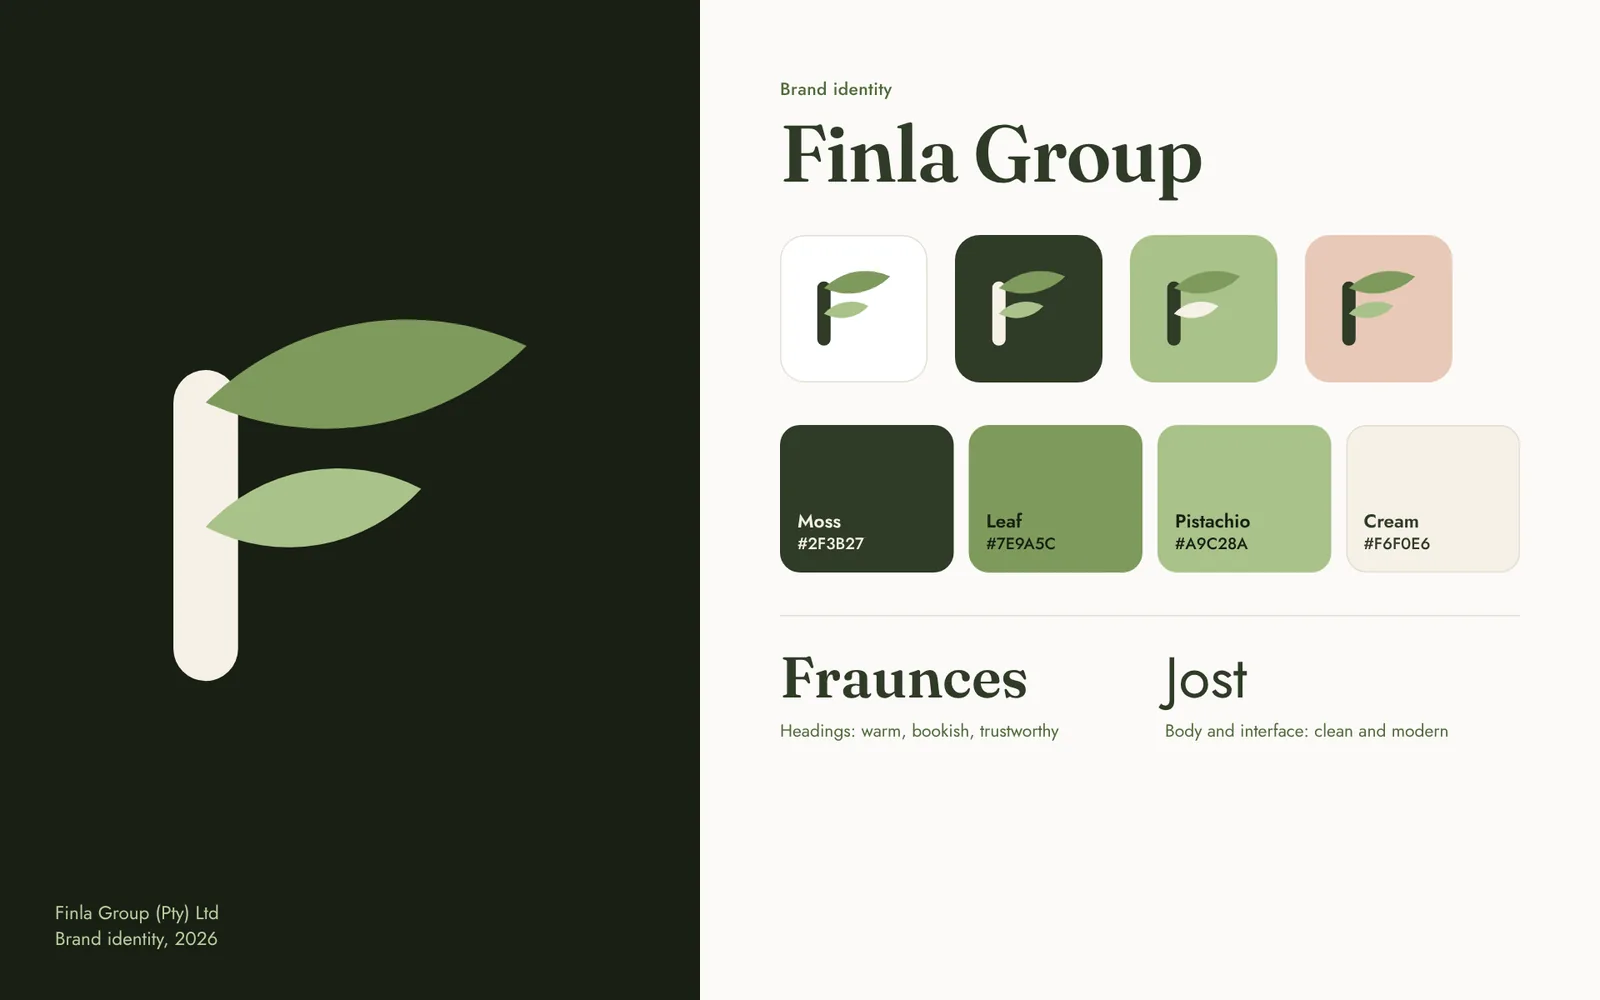 Brand identity
Finla Group
Moss
#2F3B27
Leaf
#7E9A5C
Pistachio
#A9C28A
Cream
#F6F0E6
Fraunces
Headings: warm, bookish, trustworthy
Jost
Body and interface: clean and modern
Finla Group (Pty) Ltd
Brand identity, 2026